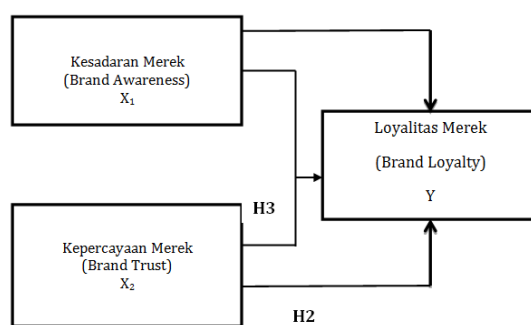 Kesadaran Merek
(Brand Awareness)
X₁
Loyalitas Merek
(Brand Loyalty)
Y
H3
Kepercayaan Merek
(Brand Trust)
X₂
H2